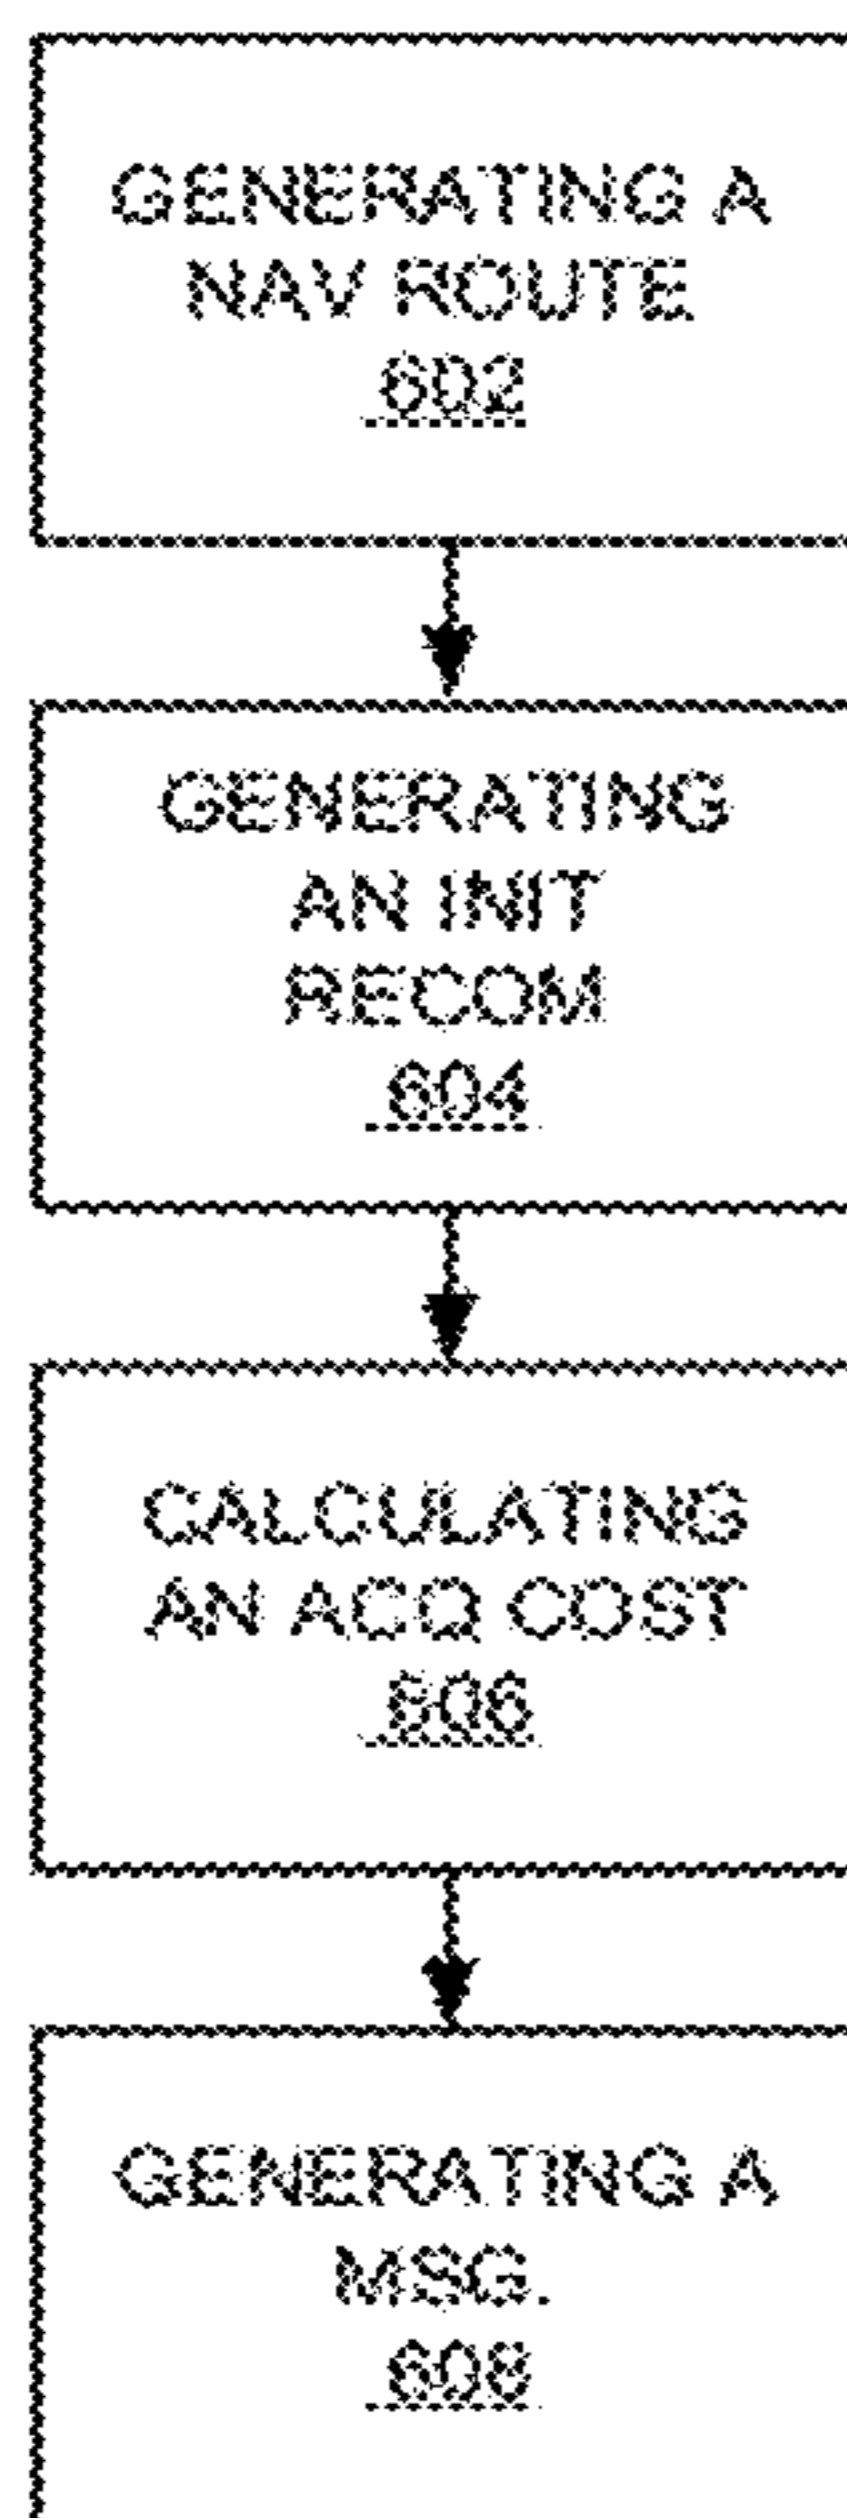 GENERATING A
NAV ROUTE
602
GENERATING
AN INIT
RECOM
604
CALCULATING
AN ACQ COST
606
GENERATING A
MSG.
608